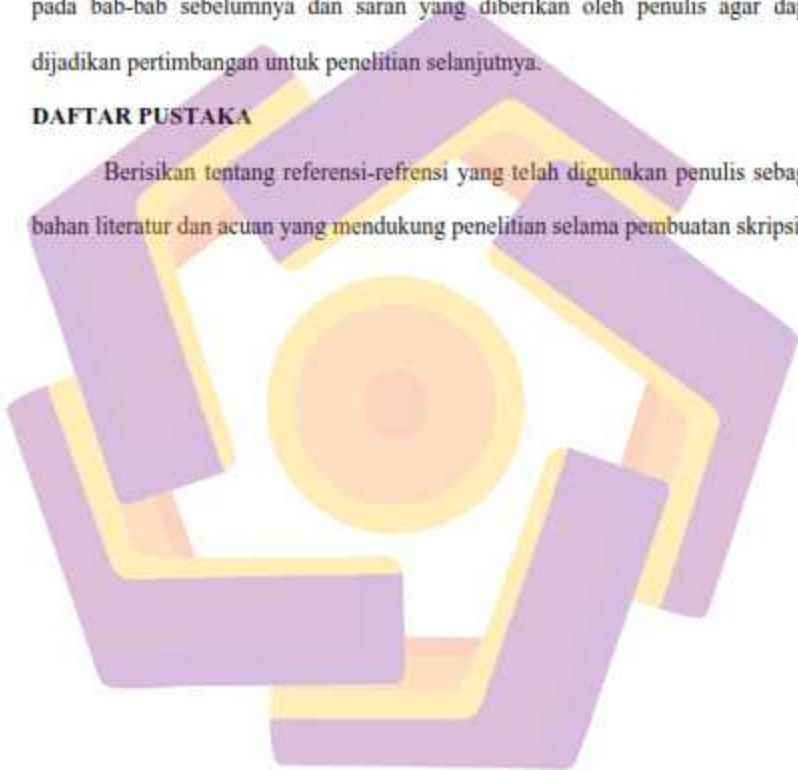 pada bab-bab sebelumnya dan saran yang diberikan oleh penulis agar dap
dijadikan pertimbangan untuk penelitian selanjutnya.
DAFTAR PUSTAKA
Berisikan tentang referensi-refrensi yang telah digunakan penulis sebag
bahan literatur dan acuan yang mendukung penelitian selama pembuatan skripsi